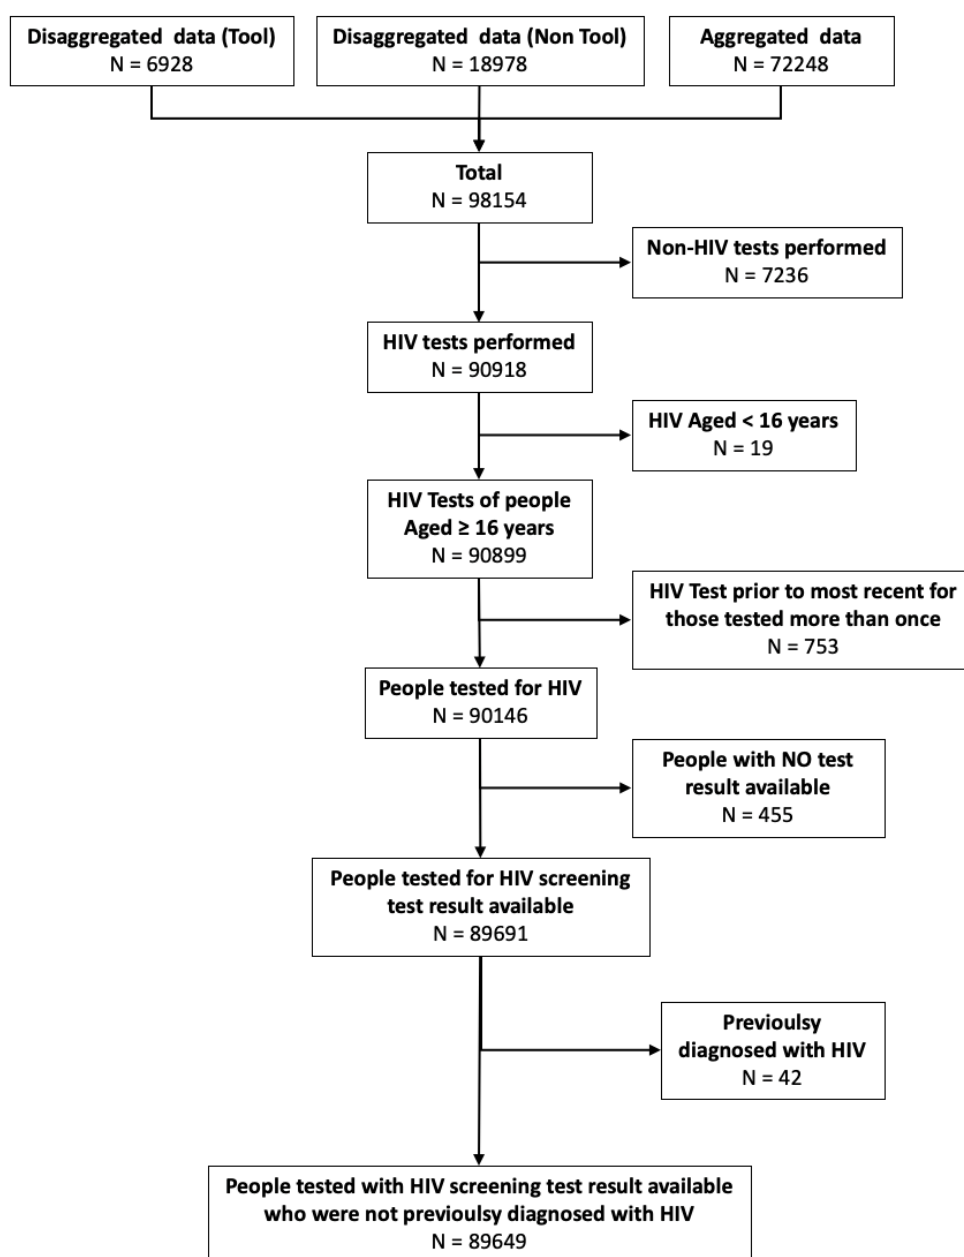 Disaggregated data (Tool)
N = 6928
Disaggregated data (Non Tool)
N = 18978
Aggregated data
N = 72248
Total
N = 98154
Non-HIV tests performed
N = 7236
HIV tests performed
N = 90918
HIV Aged < 16 years
N = 19
HIV Tests of people
Aged ≥ 16 years
N = 90899
HIV Test prior to most recent for
those tested more than once
N = 753
People tested for HIV
N = 90146
People with NO test
result available
N = 455
People tested for HIV screening
test result available
N = 89691
Previoulsy
diagnosed with HIV
N = 42
People tested with HIV screening test result available
who were not previoulsy diagnosed with HIV
N = 89649